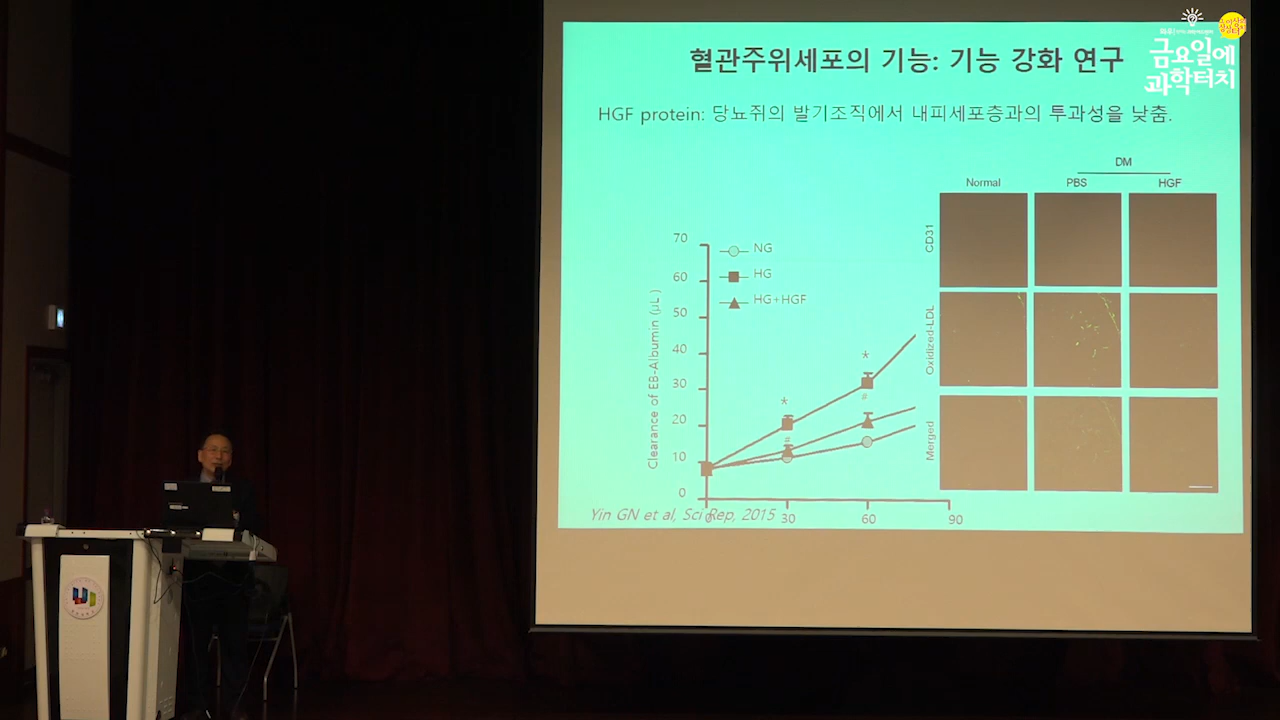 금요일에
과학터치
혈관주위세포의 기능: 기능 강화 연구
HGF protein: 당뇨쥐의 발기조직에서 내피세포층과의 투과성을 낮춤.
DM
Normal PBS HGF
CD31
Oxidized-LDL
Merged
NG
HG
HG+HGF
Clearance of EB-Albumin (μL)
70
60
50
40
30
20
10
0
* *
# #
0 30 60 90
Yin GN et al, Sci Rep, 2015